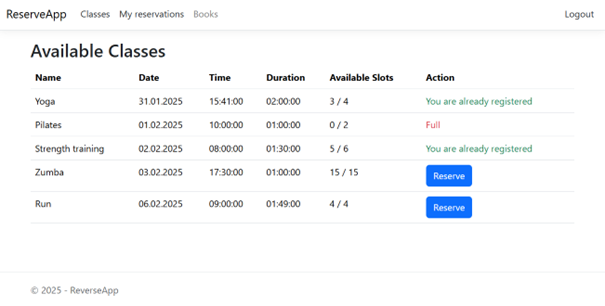 ReserveApp Classes My reservations Books Logout
Available Classes
Name Date Time Duration Available Slots Action
Yoga 31.01.2025 15:41:00 02:00:00 3 / 4 You are already registered
Pilates 01.02.2025 10:00:00 01:00:00 0 / 2 Full
Strength training 02.02.2025 08:00:00 01:30:00 5 / 6 You are already registered
Zumba 03.02.2025 17:30:00 01:00:00 15 / 15 Reserve
Run 06.02.2025 09:00:00 01:49:00 4 / 4 Reserve
© 2025 - ReverseApp